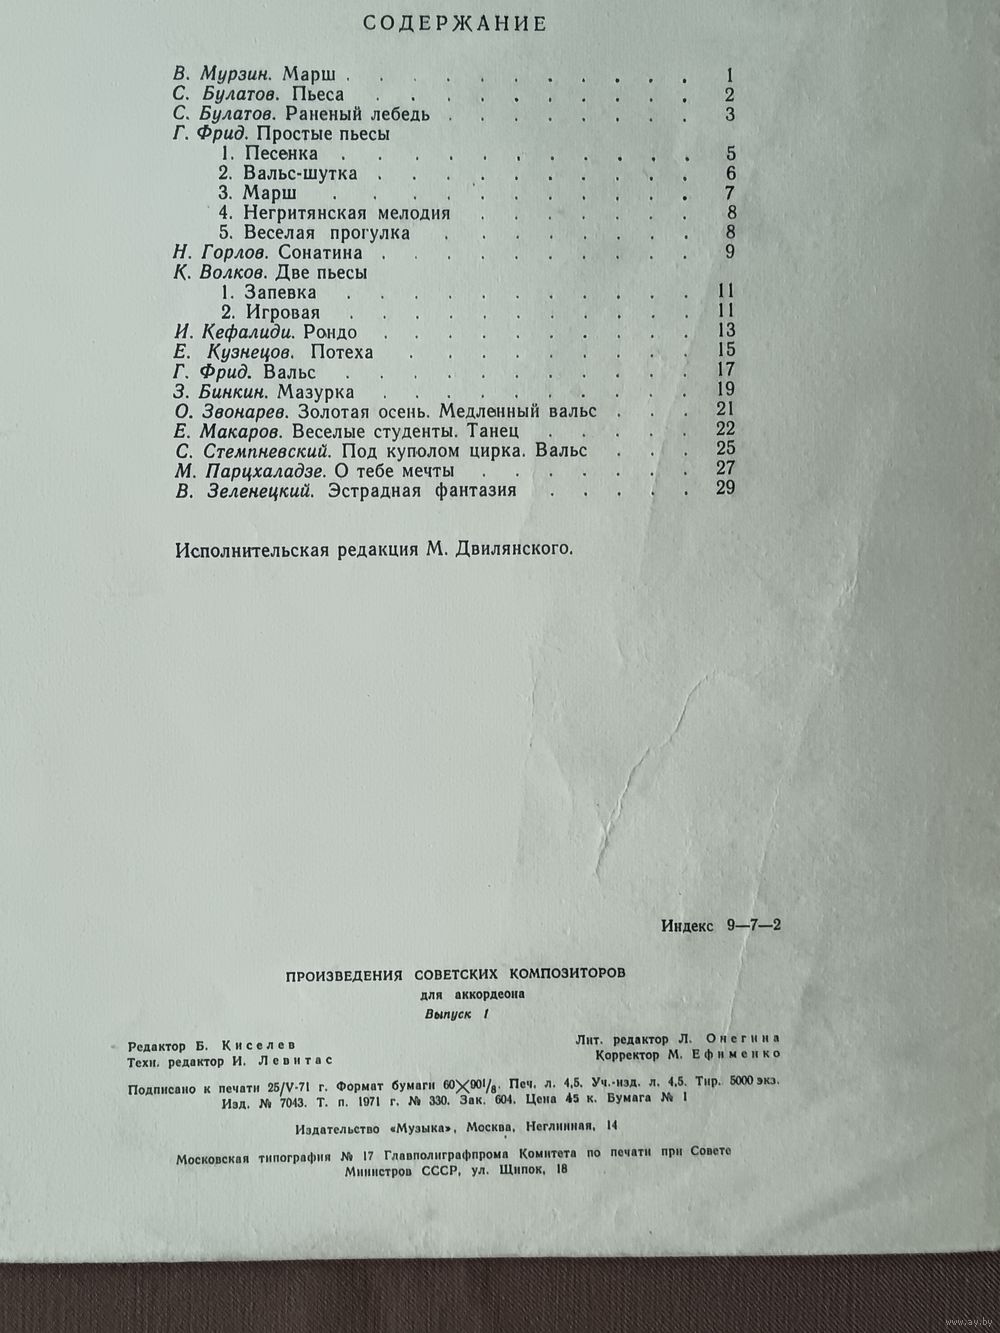 СОДЕРЖАНИЕ
В. Мурзин. Марш . . . . . . . . . . . 1
С. Булатов. Пьеса . . . . . . . . . . 2
С. Булатов. Раненый лебедь . . . . . . . . 3
Г. Фрид. Простые пьесы
1. Песенка . . . . . . . . . . . 5
2. Вальс-шутка . . . . . . . . . . 6
3. Марш . . . . . . . . . . . 7
4. Негритянская мелодия . . . . . . . 8
5. Веселая прогулка . . . . . . . . 8
Н. Горлов. Сонатина . . . . . . . . . . 9
К. Волков. Две пьесы
1. Запевка . . . . . . . . . . . 11
2. Игровая . . . . . . . . . . . 11
И. Кефалиди. Рондо . . . . . . . . . . 13
Е. Кузнецов. Потеха . . . . . . . . . 15
Г. Фрид. Вальс . . . . . . . . . . . 17
З. Бинкин. Мазурка . . . . . . . . . . 19
О. Звонарев. Золотая осень. Медленный вальс . . . 21
Е. Макаров. Веселые студенты. Танец . . . . . 22
С. Стемпневский. Под куполом цирка. Вальс . . . 25
М. Парцхаладзе. О тебе мечты . . . . . . . 27
В. Зеленецкий. Эстрадная фантазия . . . . . 29
Исполнительская редакция М. Двилянского.
Индекс 9—7—2
ПРОИЗВЕДЕНИЯ СОВЕТСКИХ КОМПОЗИТОРОВ
для аккордеона
Выпуск 1
Редактор Б. Киселев Лит. редактор Л. Онегина
Техн. редактор И. Левитас Корректор М. Ефименко
Подписано к печати 25/V-71 г. Формат бумаги 60×90 1/8. Печ. л. 4,5. Уч.-изд. л. 4,5. Тир. 5000 экз.
Изд. № 7043. Т. п. 1971 г. № 330. Зак. 604. Цена 45 к. Бумага № 1
Издательство «Музыка», Москва, Неглинная, 14
Московская типография № 17 Главполиграфпрома Комитета по печати при Совете
Министров СССР, ул. Щипок, 18
www.ay.by